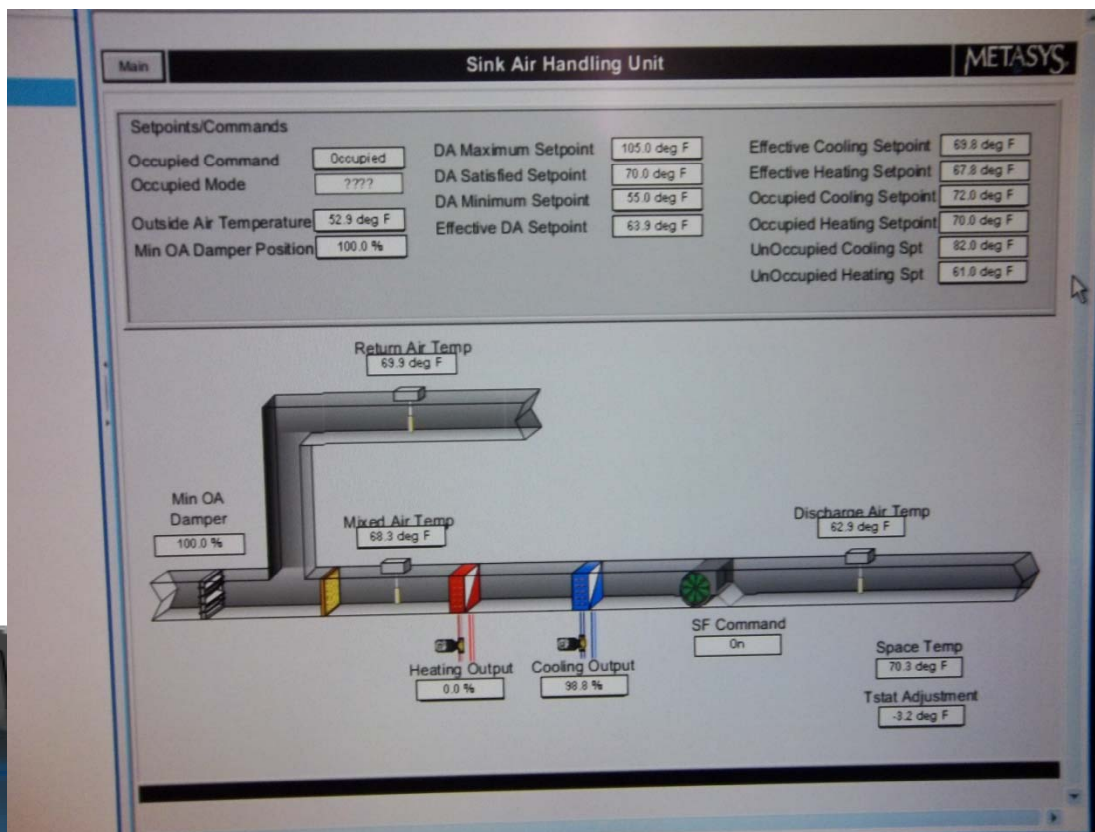 Main
Sink Air Handling Unit
METASYS
Setpoints/Commands
Occupied Command Occupied
Occupied Mode ????
Outside Air Temperature 52.9 deg F
Min OA Damper Position 100.0 %
DA Maximum Setpoint 105.0 deg F
DA Satisfied Setpoint 70.0 deg F
DA Minimum Setpoint 55.0 deg F
Effective DA Setpoint 63.9 deg F
Effective Cooling Setpoint 69.8 deg F
Effective Heating Setpoint 67.8 deg F
Occupied Cooling Setpoint 72.0 deg F
Occupied Heating Setpoint 70.0 deg F
UnOccupied Cooling Spt 82.0 deg F
UnOccupied Heating Spt 61.0 deg F
Return Air Temp
69.9 deg F
Min OA
Damper
100.0 %
Mixed Air Temp
68.3 deg F
Discharge Air Temp
62.9 deg F
Heating Output
0.0 %
Cooling Output
98.8 %
SF Command
On
Space Temp
70.3 deg F
Tstat Adjustment
-3.2 deg F